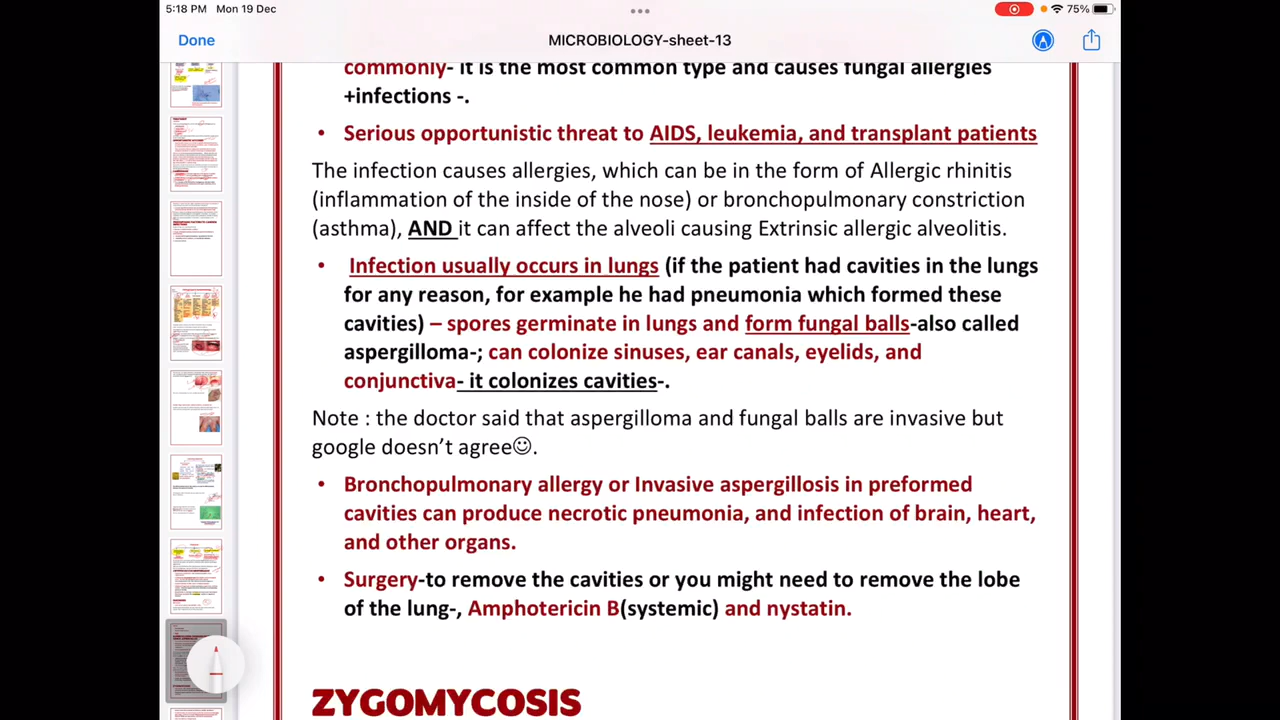 5:18 PM Mon 19 Dec
75%
Done
MICROBIOLOGY-sheet-13
commonly- It is the most common type and causes fungal allergies
+infections -.
• Serious opportunistic threat to AIDS, leukemia, and transplant patients
The infection causes allergies, which can be in the form of Allergic rhinitis
(inflammation of the inside of the nose) or bronchopulmonary constriction
(asthma), AND it can affect the alveoli causing Extrinsic allergic alveolitis.
• Infection usually occurs in lungs (if the patient had cavities in the lungs
for any reason, for example he had pneumonia which formed these
cavities) – spores germinate in lungs and form fungal balls-also called
aspergilloma-; can colonize sinuses, ear canals, eyelids, and
conjunctiva- it colonizes cavities-.
Note : the doctor said that aspergilloma and fungal balls are invasive but
google doesn’t agree☺.
• Bronchopulmonary allergy or Invasive aspergillosis in preformed
cavities can produce necrotic pneumonia, and infection of brain, heart,
and other organs.
• Surgery-to remove the cavities or you might need to remove the lobe
of the lung-, Amphotericin B(systemic) and nystatin.
ZYGOMYCOSIS